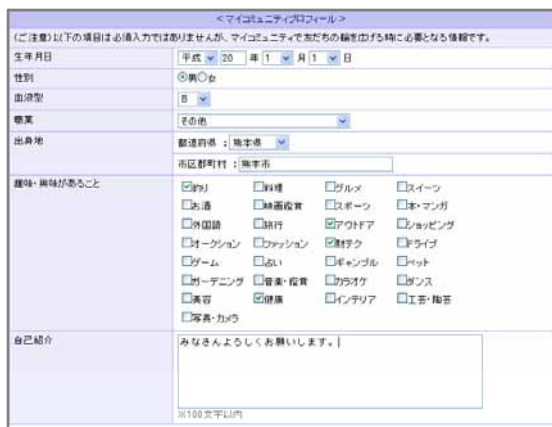 <マイコミュニティプロフィール>
(ご注意)以下の項目は必須入力ではありませんが、マイコミュニティで友だちの輪を広げる時に必要となる情報です。
生年月日 平成 20 年 1 月 1 日
性別 男 女
血液型 B
職業 その他
出身地 都道府県 : 熊本県
市区郡町村 : 熊本市
趣味・興味があること 釣り 料理 グルメ スイーツ
お酒 映画鑑賞 スポーツ 本・マンガ
外国語 旅行 アウトドア ショッピング
オークション ファッション 財テク ドライブ
ゲーム 占い ギャンブル ペット
ガーデニング 音楽・鑑賞 カラオケ ダンス
美容 健康 インテリア 工芸・陶芸
写真・カメラ
自己紹介 みなさんよろしくお願いします。
※100文字以内